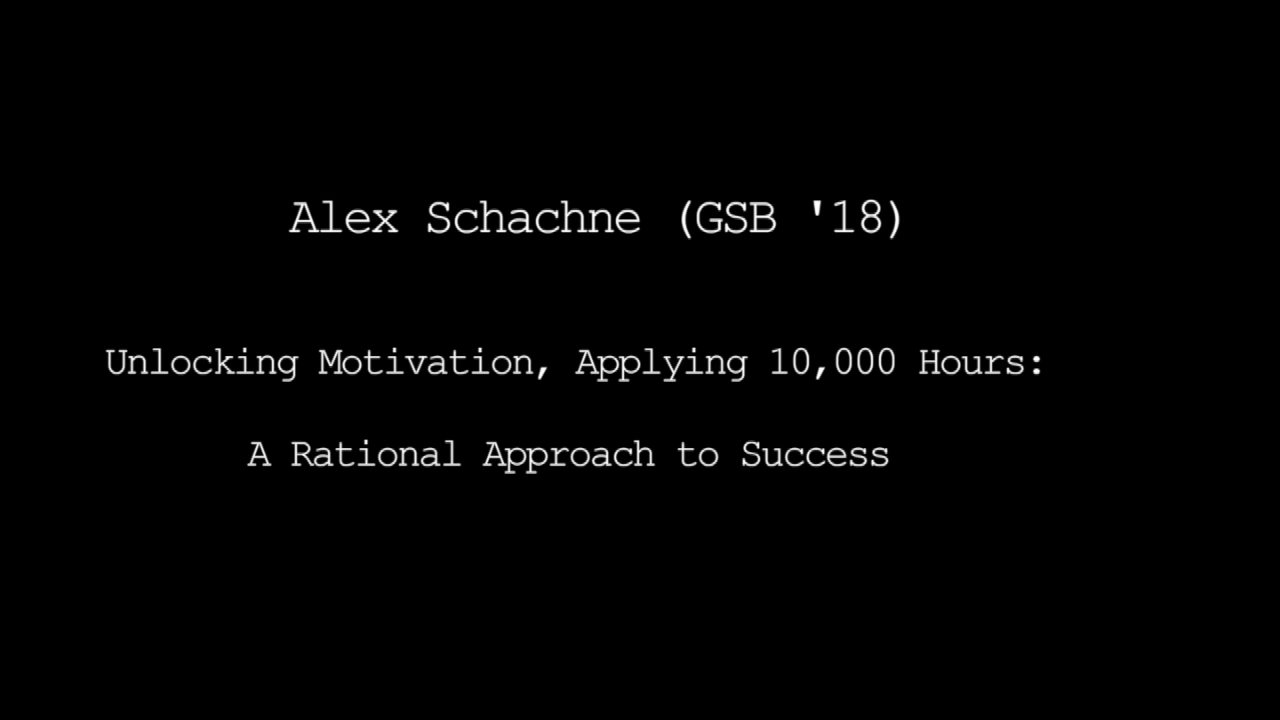 Alex Schachne (GSB '18)
Unlocking Motivation, Applying 10,000 Hours:
A Rational Approach to Success